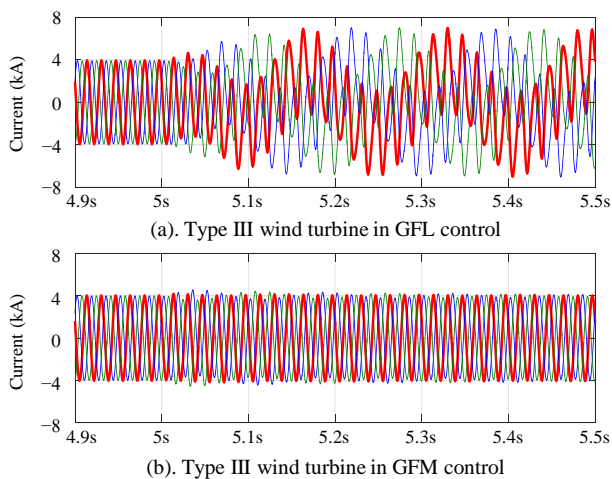 8
4
0
−4
−8
Current (kA)
4.9s 5s 5.1s 5.2s 5.3s 5.4s 5.5s
(a). Type III wind turbine in GFL control
8
4
0
−4
−8
Current (kA)
4.9s 5s 5.1s 5.2s 5.3s 5.4s 5.5s
(b). Type III wind turbine in GFM control